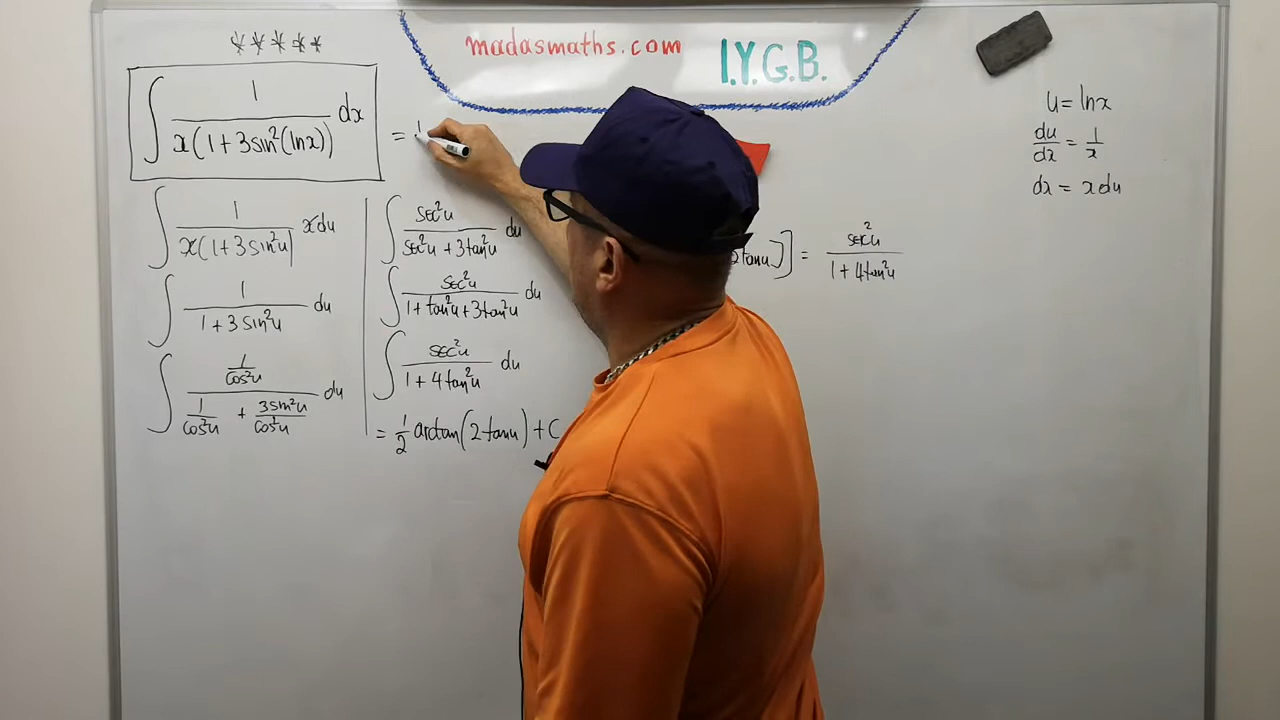 *****
madasmaths.com
I.Y.G.B.
∫ 1/(x(1+3sin²(lnx))) dx = 1
∫ 1/(x(1+3sin²u)) x du
∫ 1/(1+3sin²u) du
∫ (1/cos²u)/(1/cos²u + 3sin²u/cos²u) du
∫ sec²u/(sec²u+3tan²u) du
∫ sec²u/(1+tan²u+3tan²u) du
∫ sec²u/(1+4tan²u) du
= 1/2 arctan(2tanu)+C
2tanu)] = sec²u/(1+4tan²u)
u = lnx
du/dx = 1/x
dx = x du